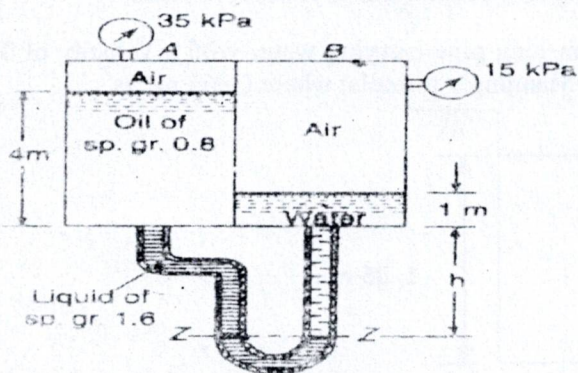 35 kPa
A
B
15 kPa
Air
Oil of
sp. gr. 0.8
Air
4m
Water
1 m
h
Liquid of
sp. gr. 1.6
Z
Z